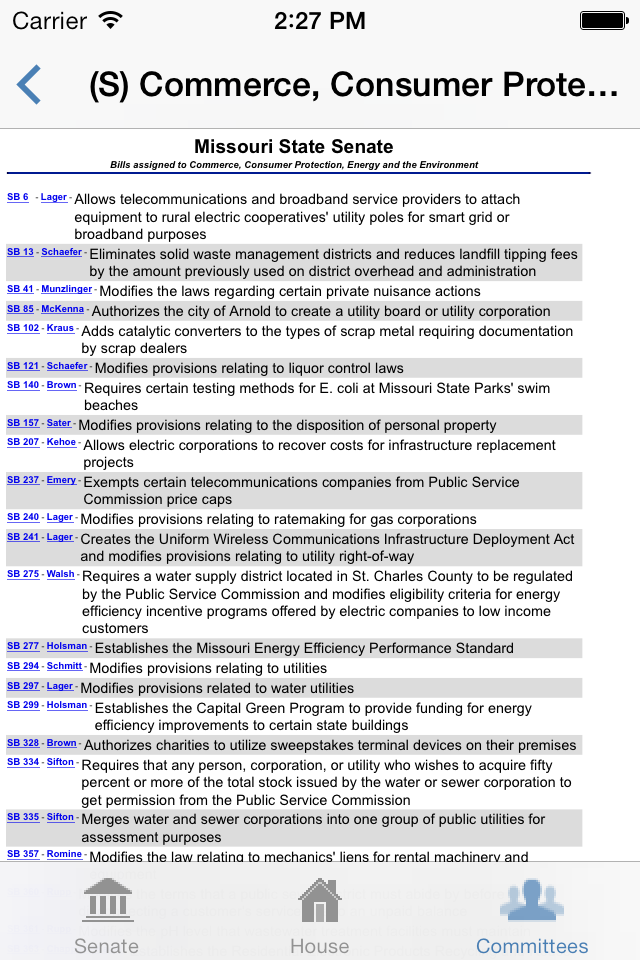 Carrier 2:27 PM
(S) Commerce, Consumer Prote...
Missouri State Senate
Bills assigned to Commerce, Consumer Protection, Energy and the Environment
SB 6 - Lager - Allows telecommunications and broadband service providers to attach
equipment to rural electric cooperatives' utility poles for smart grid or
broadband purposes
SB 13 - Schaefer - Eliminates solid waste management districts and reduces landfill tipping fees
by the amount previously used on district overhead and administration
SB 41 - Munzlinger - Modifies the laws regarding certain private nuisance actions
SB 85 - McKenna - Authorizes the city of Arnold to create a utility board or utility corporation
SB 102 - Kraus - Adds catalytic converters to the types of scrap metal requiring documentation
by scrap dealers
SB 121 - Schaefer - Modifies provisions relating to liquor control laws
SB 140 - Brown - Requires certain testing methods for E. coli at Missouri State Parks' swim
beaches
SB 157 - Sater - Modifies provisions relating to the disposition of personal property
SB 207 - Kehoe - Allows electric corporations to recover costs for infrastructure replacement
projects
SB 237 - Emery - Exempts certain telecommunications companies from Public Service
Commission price caps
SB 240 - Lager - Modifies provisions relating to ratemaking for gas corporations
SB 241 - Lager - Creates the Uniform Wireless Communications Infrastructure Deployment Act
and modifies provisions relating to utility right-of-way
SB 275 - Walsh - Requires a water supply district located in St. Charles County to be regulated
by the Public Service Commission and modifies eligibility criteria for energy
efficiency incentive programs offered by electric companies to low income
customers
SB 277 - Holsman - Establishes the Missouri Energy Efficiency Performance Standard
SB 294 - Schmitt - Modifies provisions relating to utilities
SB 297 - Lager - Modifies provisions related to water utilities
SB 299 - Holsman - Establishes the Capital Green Program to provide funding for energy
efficiency improvements to certain state buildings
SB 328 - Brown - Authorizes charities to utilize sweepstakes terminal devices on their premises
SB 334 - Sifton - Requires that any person, corporation, or utility who wishes to acquire fifty
percent or more of the total stock issued by the water or sewer corporation to
get permission from the Public Service Commission
SB 335 - Sifton - Merges water and sewer corporations into one group of public utilities for
assessment purposes
SB 357 - Romine - Modifies the law relating to mechanics' liens for rental machinery and
Senate House Committees